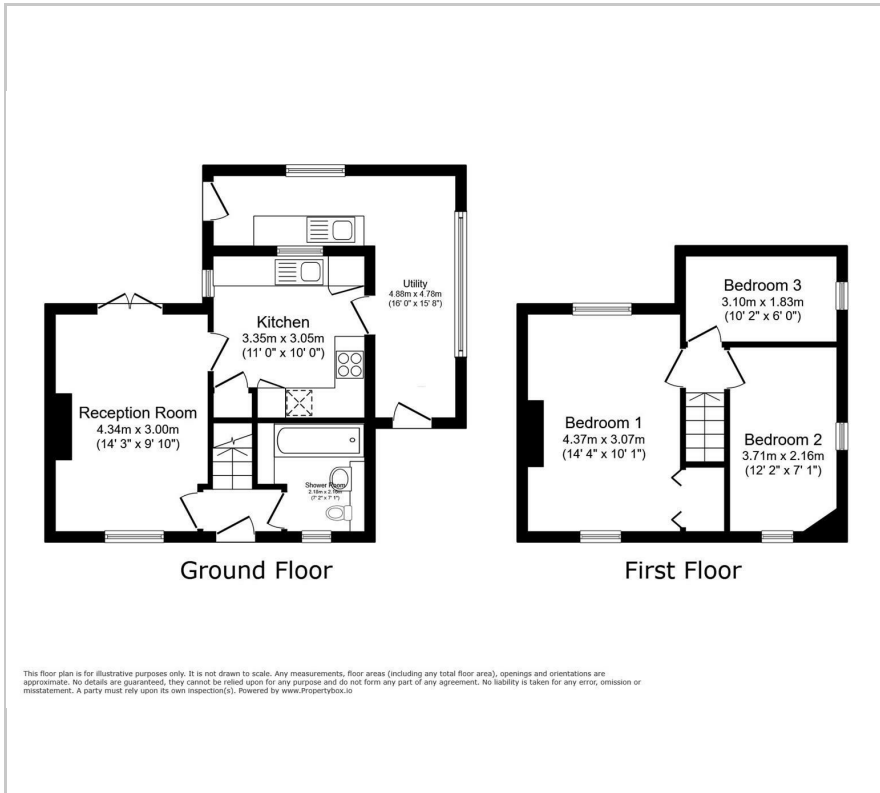 Utility
4.88m x 4.78m
(16' 0" x 15' 8")
Kitchen
3.35m x 3.05m
(11' 0" x 10' 0")
Reception Room
4.34m x 3.00m
(14' 3" x 9' 10")
Shower Room
2.18m x 2.16m
(7' 2" x 7' 1")
Ground Floor
Bedroom 3
3.10m x 1.83m
(10' 2" x 6' 0")
Bedroom 1
4.37m x 3.07m
(14' 4" x 10' 1")
Bedroom 2
3.71m x 2.16m
(12' 2" x 7' 1")
First Floor
This floor plan is for illustrative purposes only. It is not drawn to scale. Any measurements, floor areas (including any total floor area), openings and orientations are
approximate. No details are guaranteed, they cannot be relied upon for any purpose and do not form any part of any agreement. No liability is taken for any error, omission or
misstatement. A party must rely upon its own inspection(s). Powered by www.Propertybox.io